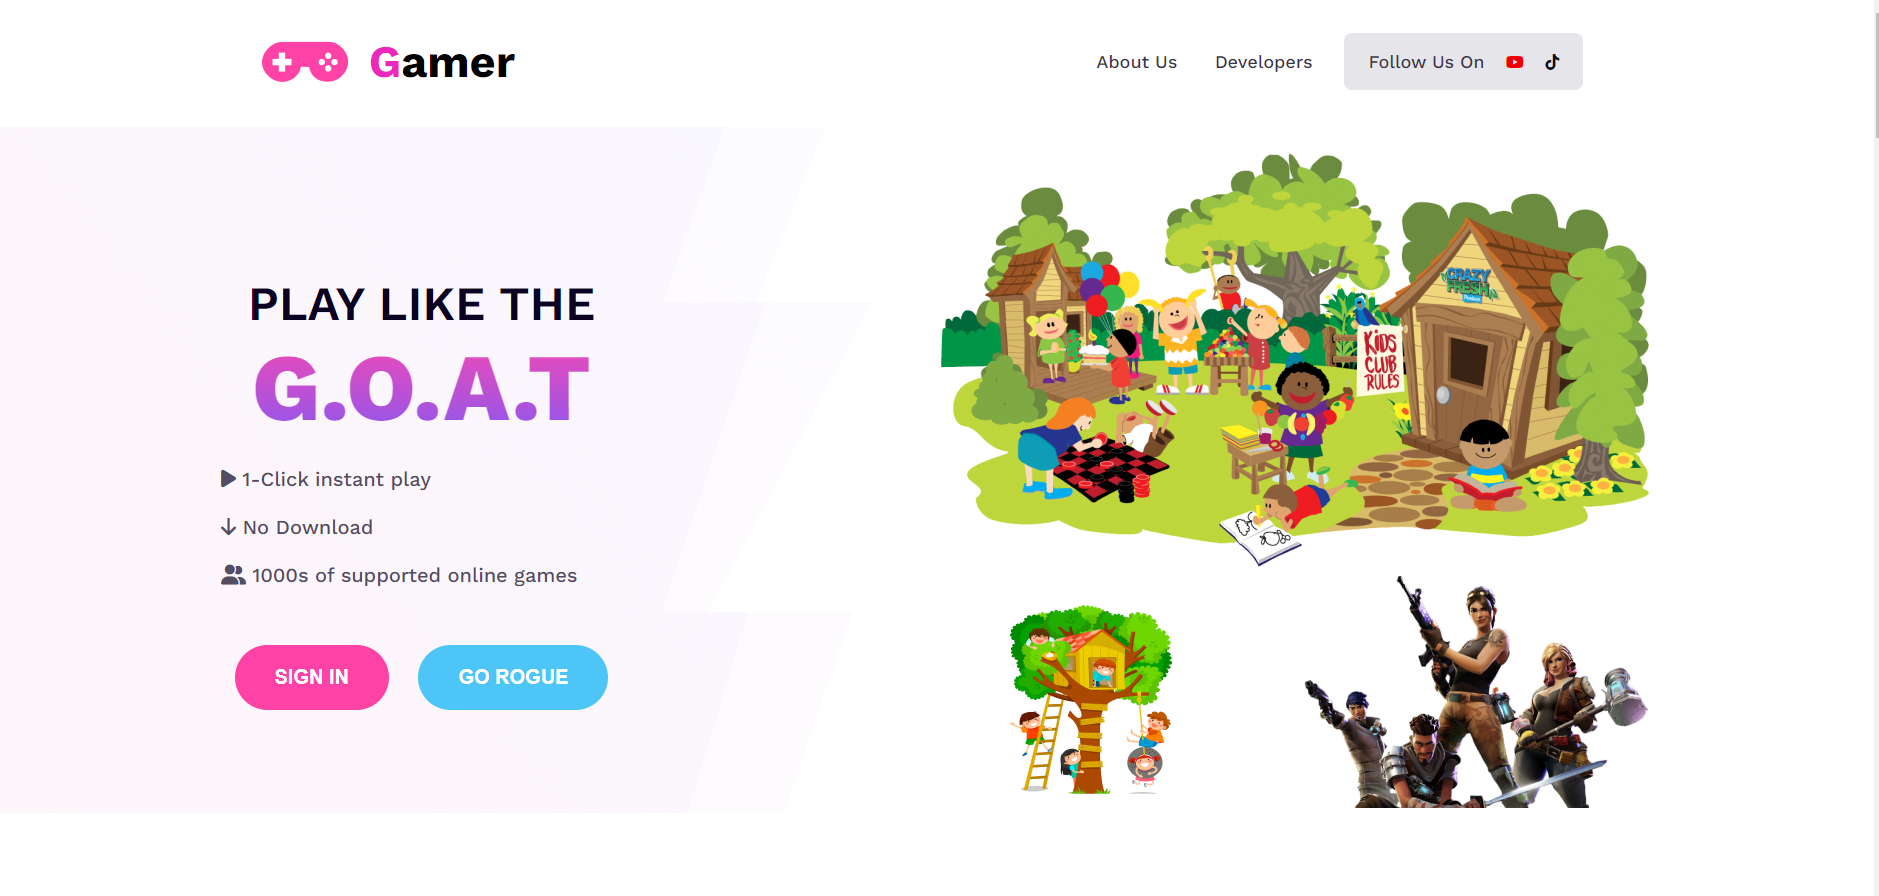 Gamer
About Us
Developers
Follow Us On
PLAY LIKE THE
G.O.A.T
1-Click instant play
No Download
1000s of supported online games
SIGN IN
GO ROGUE
CRAZY
FRESH
Produce
KiDS
CLUB
RULES